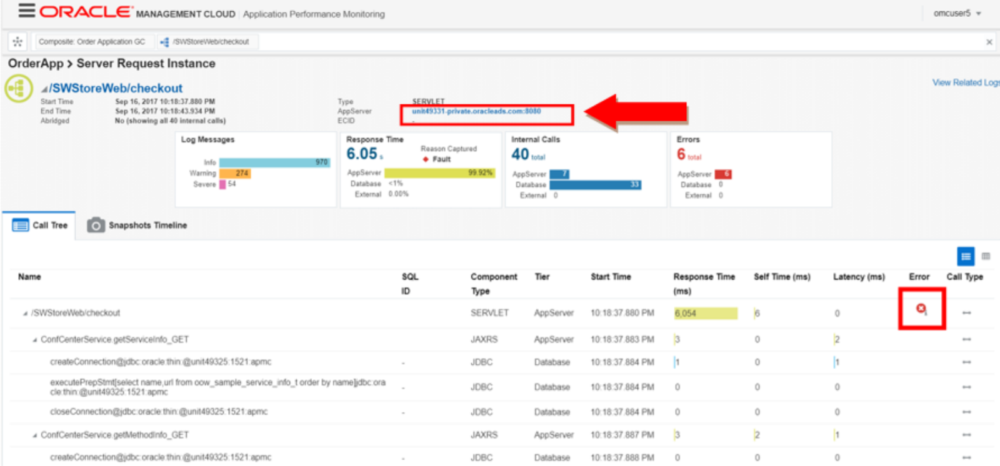 ORACLE MANAGEMENT CLOUD | Application Performance Monitoring
omcuser5
Composite: Order Application GC
/SWStoreWeb/checkout
OrderApp > Server Request Instance
/SWStoreWeb/checkout
View Related Logs
Start Time Sep 16, 2017 10:18:37.880 PM
End Time Sep 16, 2017 10:18:43.934 PM
Abridged No (showing all 40 internal calls)
Type SERVLET
AppServer unit49331-private.oracleads.com:8080
ECID -
Log Messages
Info 970
Warning 274
Severe 54
Response Time
6.05 s
Reason Captured
Fault
AppServer 99.92%
Database <1%
External 0.00%
Internal Calls
40 total
AppServer 7
Database 33
External 0
Errors
6 total
AppServer 6
Database 0
External 0
Call Tree
Snapshots Timeline
Name SQL ID Component Type Tier Start Time Response Time (ms) Self Time (ms) Latency (ms) Error Call Type
/SWStoreWeb/checkout SERVLET AppServer 10:18:37.880 PM 6,054 6 0
ConfCenterService.getServiceInfo_GET JAXRS AppServer 10:18:37.883 PM 3 0 2
createConnection@jdbc:oracle:thin:@unit49325:1521:apmc - JDBC Database 10:18:37.884 PM 1 0 1
executePrepStmt[select name,url from oow_sample_service_info_t order by name]jdbc:ora
cle:thin:@unit49325:1521:apmc - JDBC Database 10:18:37.884 PM 0 0 0
closeConnection@jdbc:oracle:thin:@unit49325:1521:apmc - JDBC Database 10:18:37.884 PM 0 0 0
ConfCenterService.getMethodInfo_GET JAXRS AppServer 10:18:37.887 PM 3 2 1
createConnection@jdbc:oracle:thin:@unit49325:1521:apmc - JDBC Database 10:18:37.888 PM 0 0 0